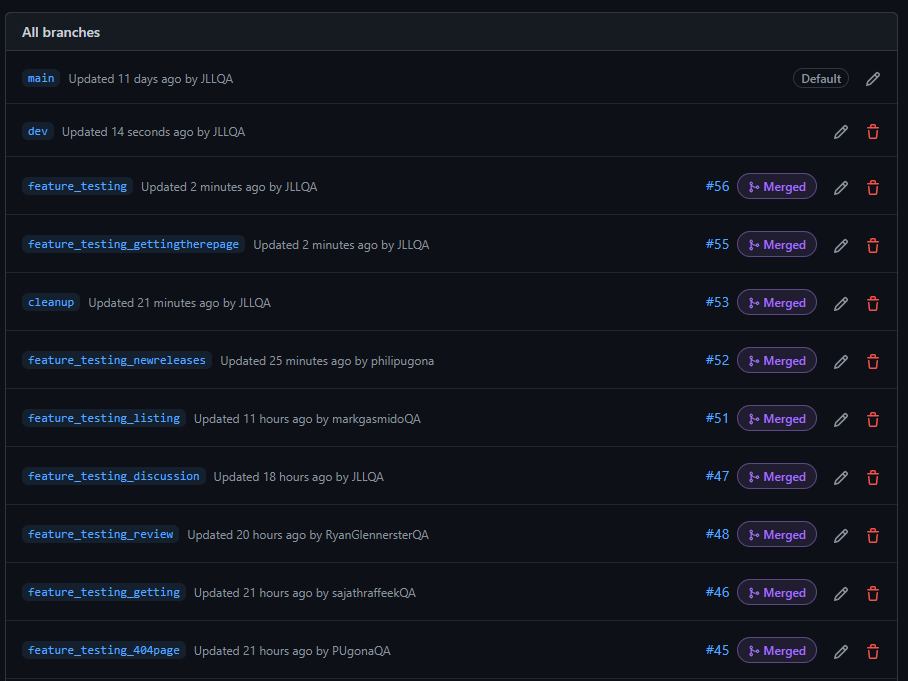 All branches
main Updated 11 days ago by JLLQA Default
dev Updated 14 seconds ago by JLLQA
feature_testing Updated 2 minutes ago by JLLQA #56 Merged
feature_testing_gettingtherepage Updated 2 minutes ago by JLLQA #55 Merged
cleanup Updated 21 minutes ago by JLLQA #53 Merged
feature_testing_newreleases Updated 25 minutes ago by philipugona #52 Merged
feature_testing_listing Updated 11 hours ago by markgasmidoQA #51 Merged
feature_testing_discussion Updated 18 hours ago by JLLQA #47 Merged
feature_testing_review Updated 20 hours ago by RyanGlennersterQA #48 Merged
feature_testing_getting Updated 21 hours ago by sajathraffeekQA #46 Merged
feature_testing_404page Updated 21 hours ago by PUgonaQA #45 Merged